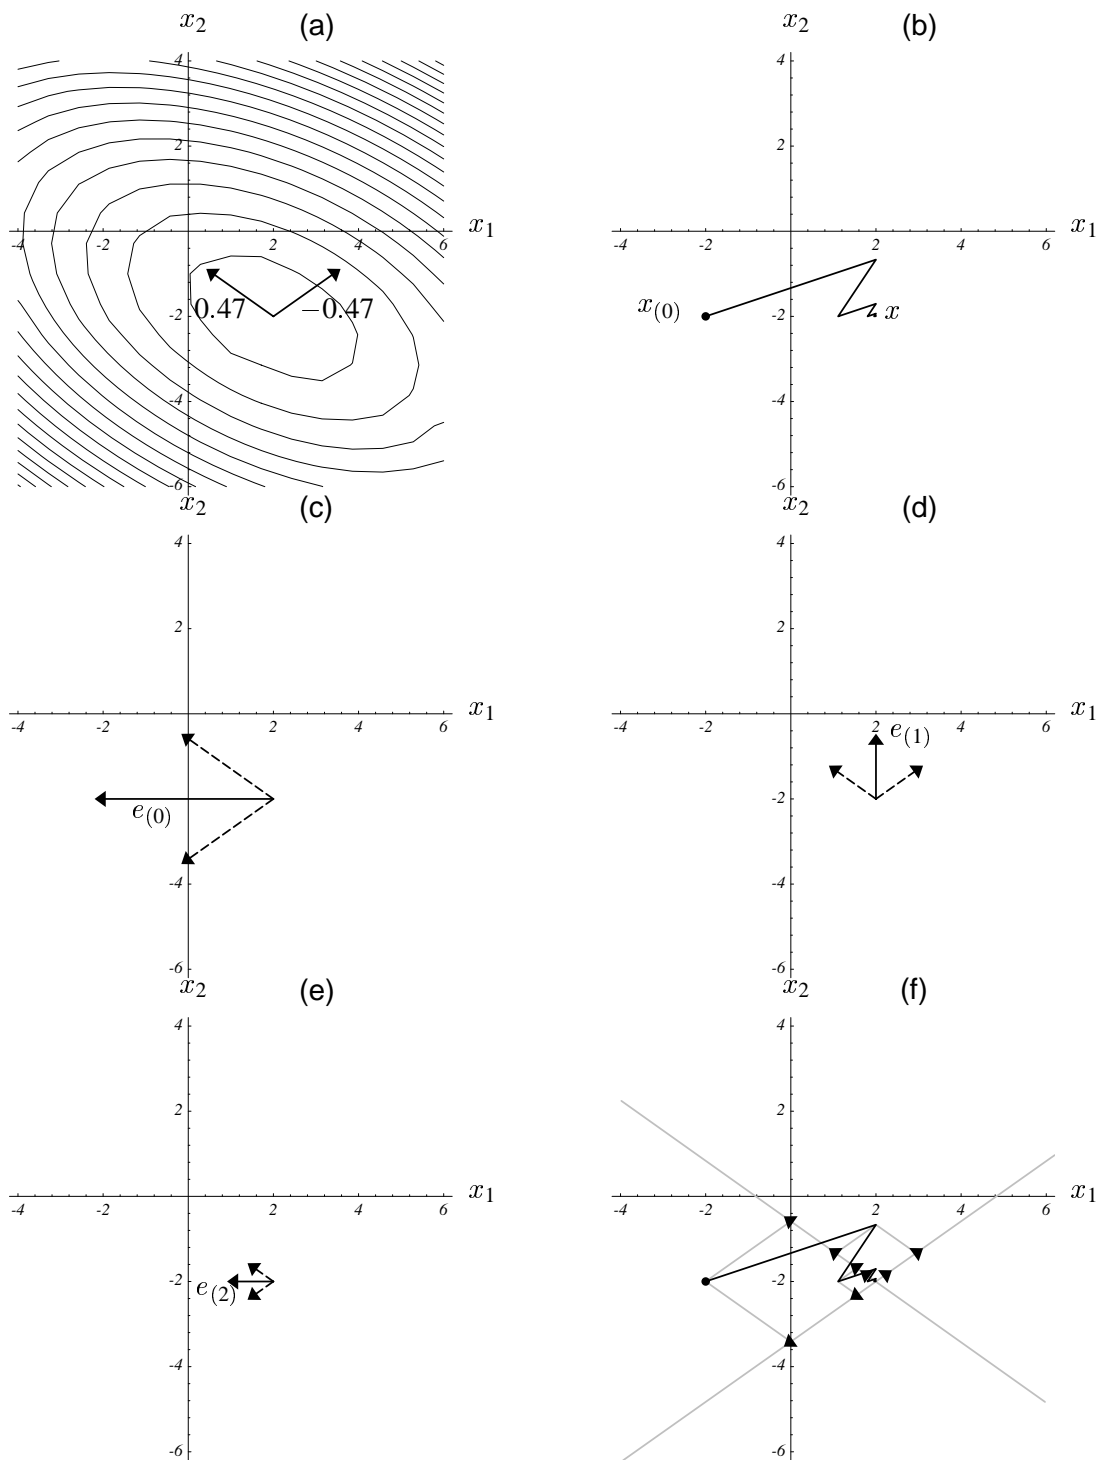 x₂ (a) x₂ (b)
4 4
2 2
-4 -2 2 4 6 x₁ -4 -2 2 4 6 x₁
0.47 −0.47 x₍₀₎ x
-2 -2
-4 -4
-6 -6
x₂ (c) x₂ (d)
4 4
2 2
-4 -2 2 4 6 x₁ -4 -2 2 4 6 x₁
e₍₁₎
-2
e₍₀₎
-4 -4
-6 -6
x₂ (e) x₂ (f)
4 4
2 2
-4 -2 2 4 6 x₁ -4 -2 2 4 6 x₁
e₍₂₎ -2
-4 -4
-6 -6